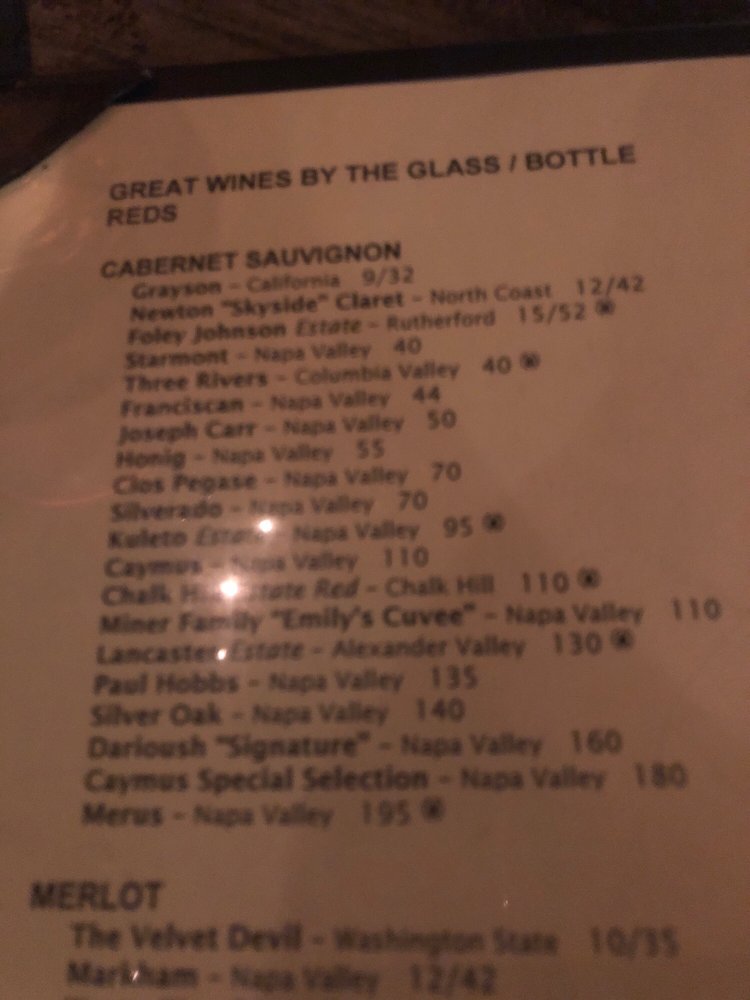 GREAT WINES BY THE GLASS / BOTTLE
REDS
CABERNET SAUVIGNON
Grayson – California 9/32
Newton "Skyside" Claret – North Coast 12/42
Foley Johnson Estate – Rutherford 15/52
Starmont – Napa Valley 40
Three Rivers – Columbia Valley 40
Franciscan – Napa Valley 44
Joseph Carr – Napa Valley 50
Honig – Napa Valley 55
Clos Pegase – Napa Valley 70
Silverado – Napa Valley 70
Kuleto Estate Napa Valley 95
Caymus – Napa Valley 110
Chalk Estate Red – Chalk Hill 110
Miner Family "Emily's Cuvee" – Napa Valley 110
Lancaster Estate – Alexander Valley 130
Paul Hobbs – Napa Valley 135
Silver Oak – Napa Valley 140
Darioush "Signature" – Napa Valley 160
Caymus Special Selection – Napa Valley 180
Merus – Napa Valley 195
MERLOT
The Velvet Devil – Washington State 10/35
Markham – Napa Valley 12/42